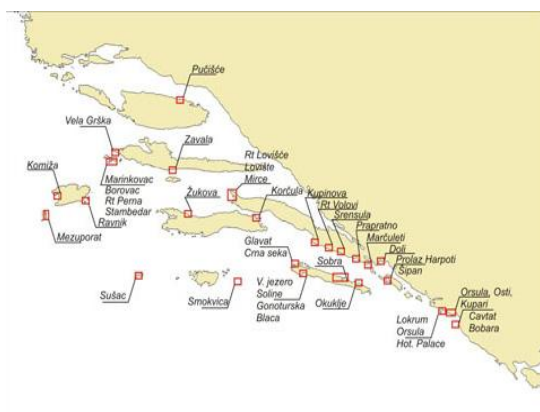 Pučišće
Vela Grška
Zavala
Rt Lovišće
Lovište
Mirce
Komiža
Marinkovac
Borovac
Rt Perna
Stambedar
Žukova
Korčula
Kupinova
Rt Volovi
Srensula
Prapratno
Marčuleti
Doli
Ravnik
Mezuporat
Glavat
Crna seka
Sobra
Prolaz Harpoti
Šipan
Sušac
Smokvica
V. jezero
Soline
Gonoturska
Blaca
Okuklje
Orsula, Osti,
Kupari
Lokrum
Orsula
Hot. Palace
Cavtat
Bobara